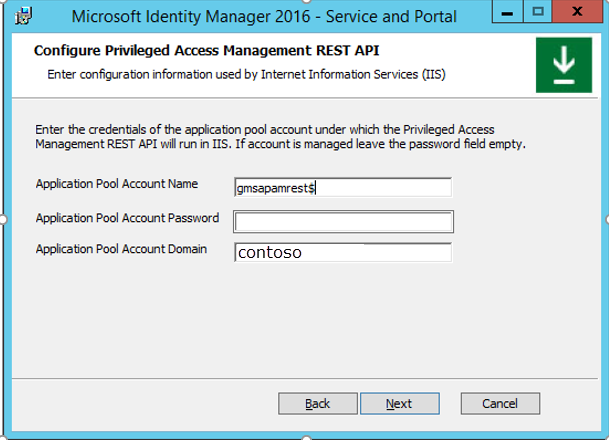 Microsoft Identity Manager 2016 - Service and Portal
Configure Privileged Access Management REST API
Enter configuration information used by Internet Information Services (IIS)
Enter the credentials of the application pool account under which the Privileged Access
Management REST API will run in IIS. If account is managed leave the password field empty.
Application Pool Account Name
gmsapamrest$
Application Pool Account Password
Application Pool Account Domain
contoso
Back
Next
Cancel